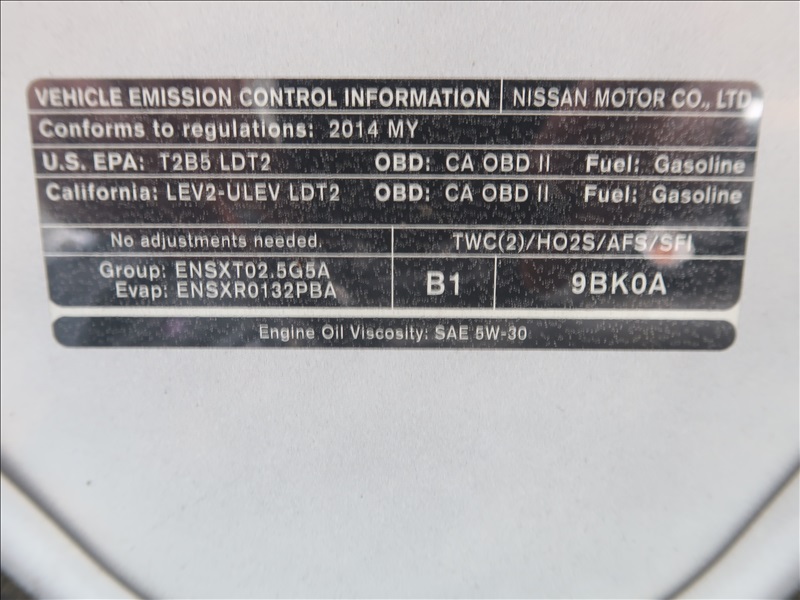 VEHICLE EMISSION CONTROL INFORMATION NISSAN MOTOR CO., LTD.
Conforms to regulations: 2014 MY
U.S. EPA: T2B5 LDT2 OBD: CA OBD II Fuel: Gasoline
California: LEV2-ULEV LDT2 OBD: CA OBD II Fuel: Gasoline
No adjustments needed. TWC(2)/HO2S/AFS/SFI
Group: ENSXT02.5G5A
Evap: ENSXR0132PBA
B1 9BK0A
Engine Oil Viscosity: SAE 5W-30